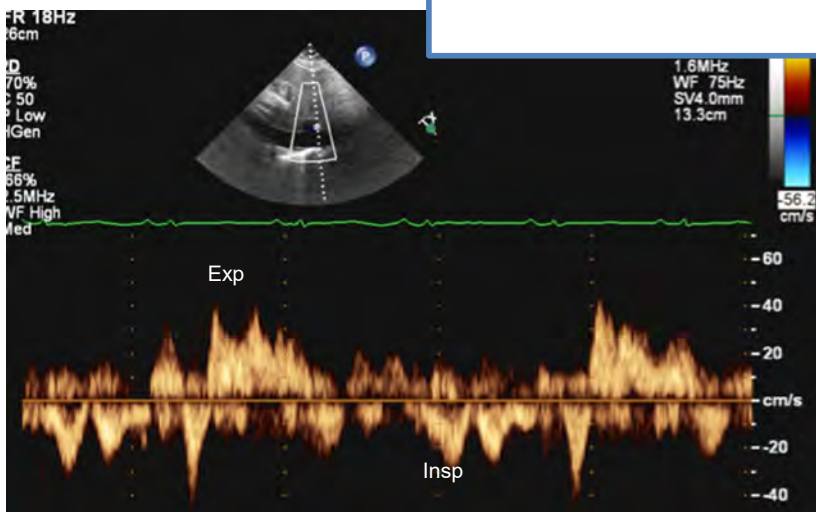 FR 18Hz
26cm
2D
70%
C 50
P Low
HGen
CF
66%
2.5MHz
WF High
Med
P
1.6MHz
WF 75Hz
SV4.0mm
13.3cm
-56.2
cm/s
Exp
Insp
60
40
20
cm/s
-20
-40